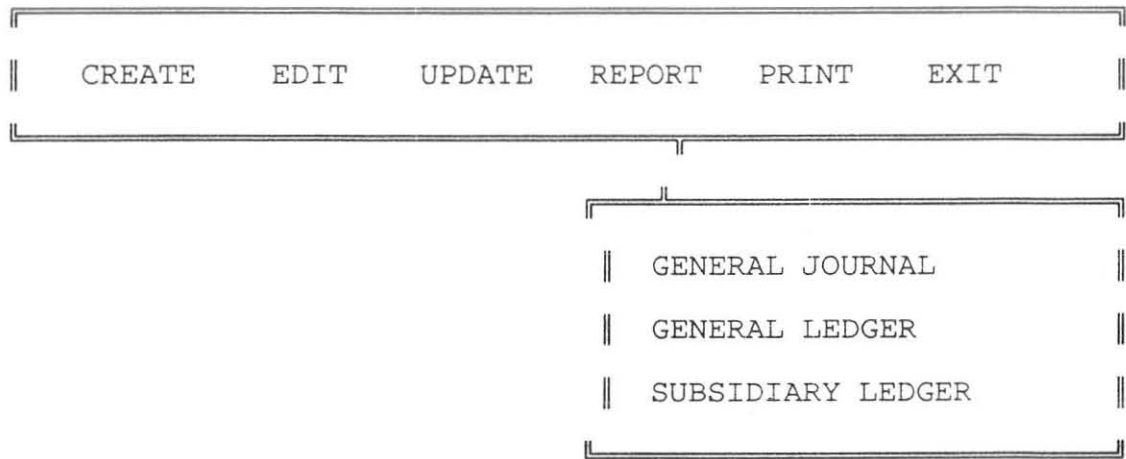 CREATE EDIT UPDATE REPORT PRINT EXIT
GENERAL JOURNAL
GENERAL LEDGER
SUBSIDIARY LEDGER